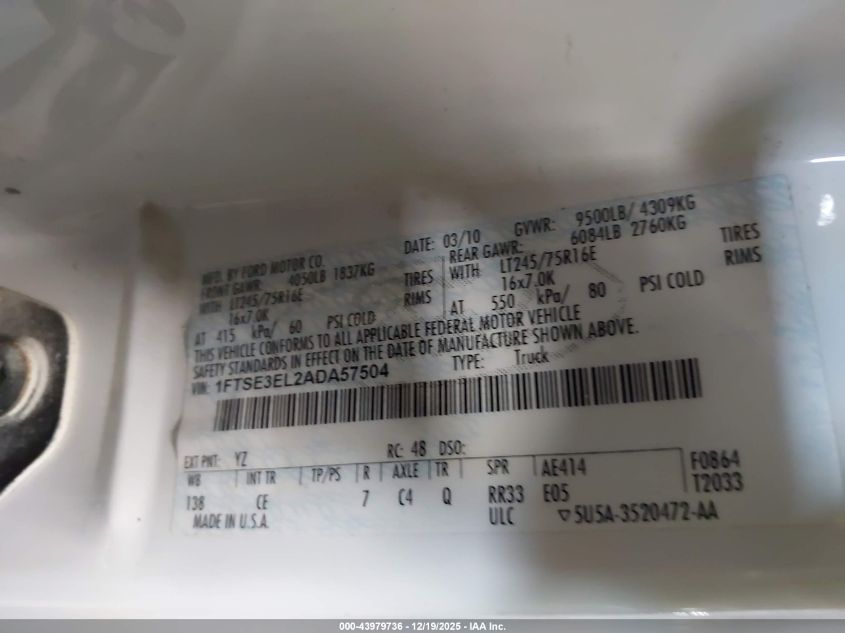 MFD. BY FORD MOTOR CO.
DATE: 03/10 GVWR: 9500LB/ 4309KG
FRONT GAWR: 4050LB 1837KG
REAR GAWR: 6084LB 2760KG
WITH LT245/75R16E TIRES
WITH LT245/75R16E TIRES
16x7.0K RIMS
16x7.0K RIMS
AT 415 kPa/ 60 PSI COLD
AT 550 kPa/ 80 PSI COLD
THIS VEHICLE CONFORMS TO ALL APPLICABLE FEDERAL MOTOR VEHICLE
SAFETY STANDARDS IN EFFECT ON THE DATE OF MANUFACTURE SHOWN ABOVE.
VIN: 1FTSE3EL2ADA57504 TYPE: Truck
EXT PNT: YZ RC: 48 DSO:
WB INT TR TP/PS R AXLE TR SPR AE414 F0864
138 CE 7 C4 Q RR33 E05 T2033
MADE IN U.S.A. ULC ▽5U5A-3520472-AA
000-43979736 - 12/19/2025 - IAA Inc.